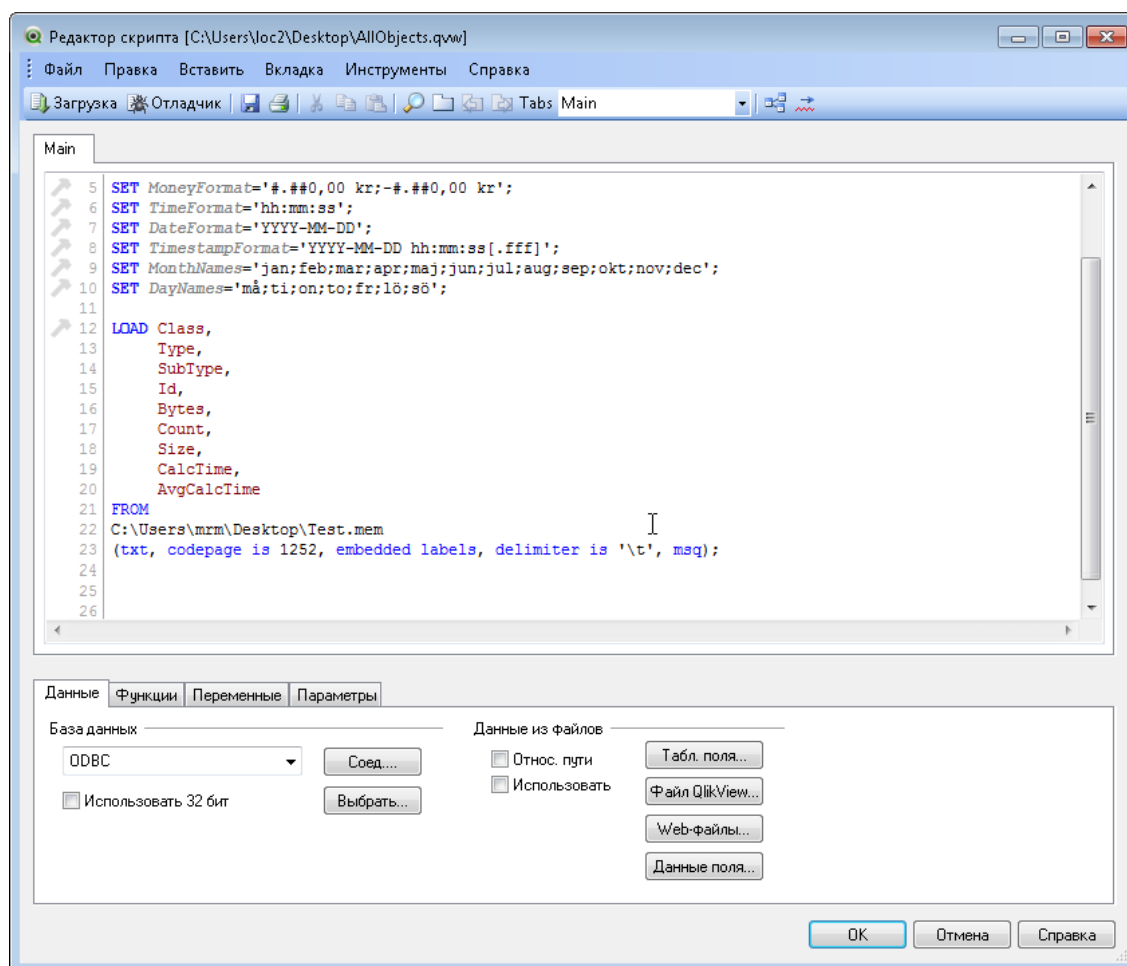 Редактор скрипта [C:\Users\loc2\Desktop\AllObjects.qvw]
Файл Правка Вставить Вкладка Инструменты Справка
Загрузка Отладчик Tabs Main
Main
5 SET MoneyFormat='#.##0,00 kr;-#.##0,00 kr';
6 SET TimeFormat='hh:mm:ss';
7 SET DateFormat='YYYY-MM-DD';
8 SET TimestampFormat='YYYY-MM-DD hh:mm:ss[.fff]';
9 SET MonthNames='jan;feb;mar;apr;maj;jun;jul;aug;sep;okt;nov;dec';
10 SET DayNames='må;ti;on;to;fr;lö;sö';
11
12 LOAD Class,
13 Type,
14 SubType,
15 Id,
16 Bytes,
17 Count,
18 Size,
19 CalcTime,
20 AvgCalcTime
21 FROM
22 C:\Users\mrm\Desktop\Test.mem
23 (txt, codepage is 1252, embedded labels, delimiter is '\t', msq);
24
25
26
Данные Функции Переменные Параметры
База данных
ODBC
Соед....
Использовать 32 бит
Выбрать...
Данные из файлов
Относ. пути
Использовать
Табл. поля...
Файл QlikView...
Web-файлы...
Данные поля...
OK Отмена Справка